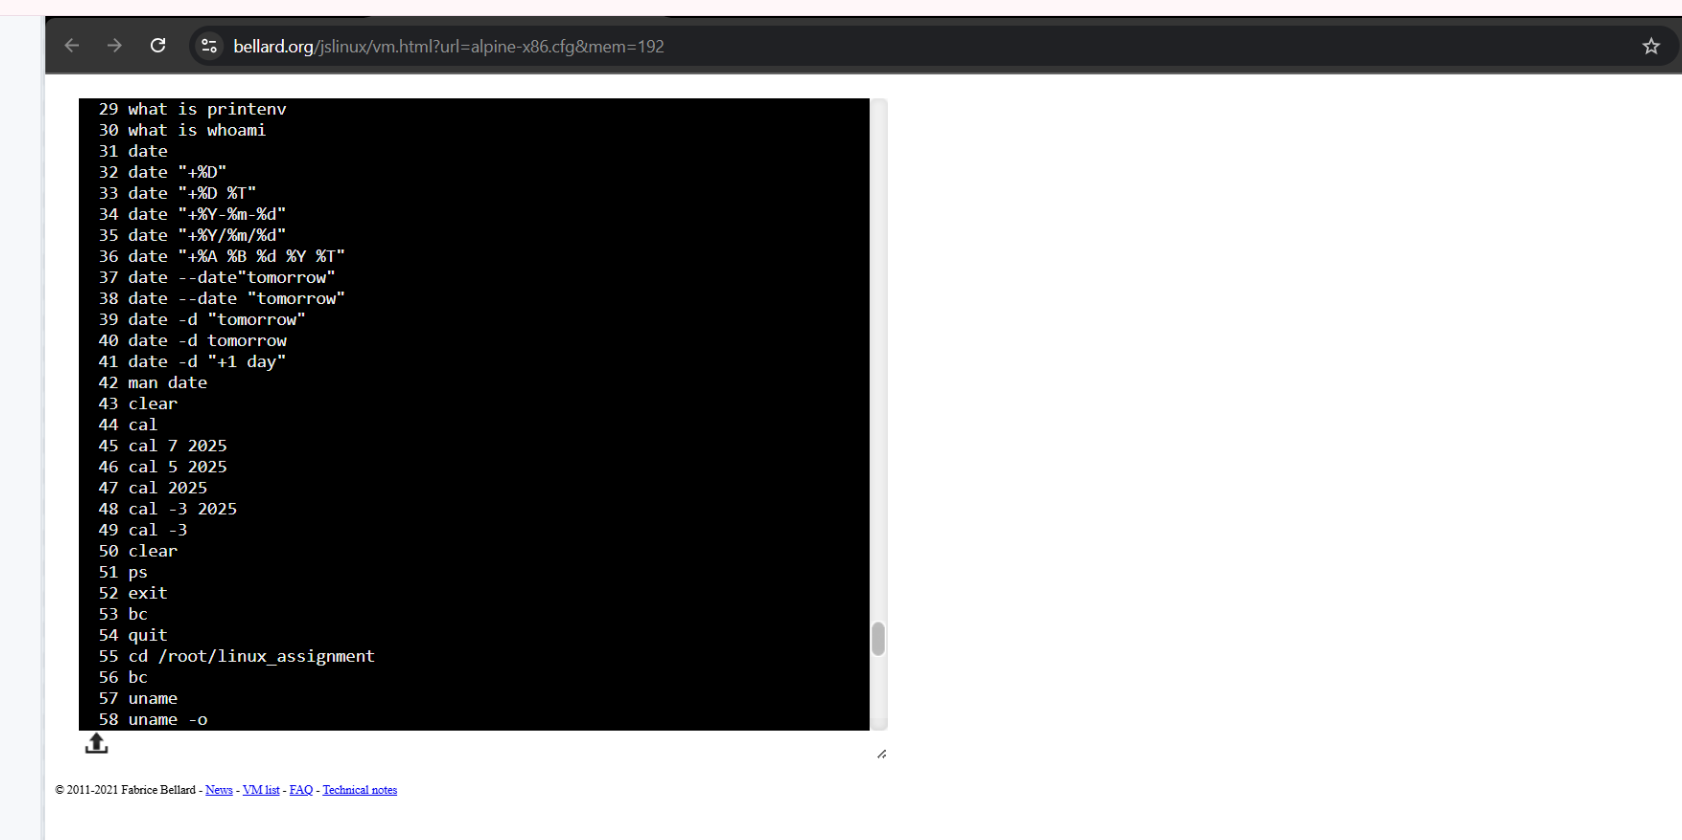 bellard.org/jslinux/vm.html?url=alpine-x86.cfg&mem=192
29 what is printenv
30 what is whoami
31 date
32 date "+%D"
33 date "+%D %T"
34 date "+%Y-%m-%d"
35 date "+%Y/%m/%d"
36 date "+%A %B %d %Y %T"
37 date --date"tomorrow"
38 date --date "tomorrow"
39 date -d "tomorrow"
40 date -d tomorrow
41 date -d "+1 day"
42 man date
43 clear
44 cal
45 cal 7 2025
46 cal 5 2025
47 cal 2025
48 cal -3 2025
49 cal -3
50 clear
51 ps
52 exit
53 bc
54 quit
55 cd /root/linux_assignment
56 bc
57 uname
58 uname -o
© 2011-2021 Fabrice Bellard - News - VM list - FAQ - Technical notes